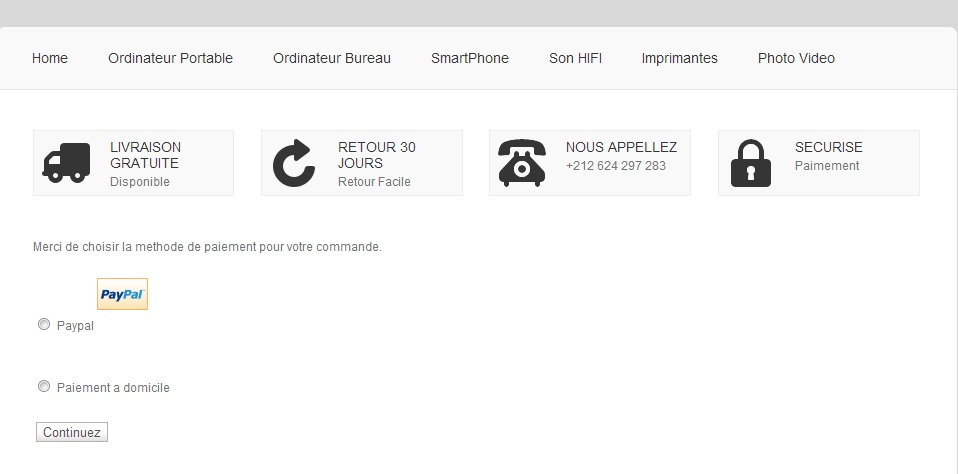 Home Ordinateur Portable Ordinateur Bureau SmartPhone Son HIFI Imprimantes Photo Video
LIVRAISON
GRATUITE
Disponible
RETOUR 30
JOURS
Retour Facile
NOUS APPELLEZ
+212 624 297 283
SECURISE
Paimement
Merci de choisir la methode de paiement pour votre commande.
PayPal
Paypal
Paiement a domicile
Continuez